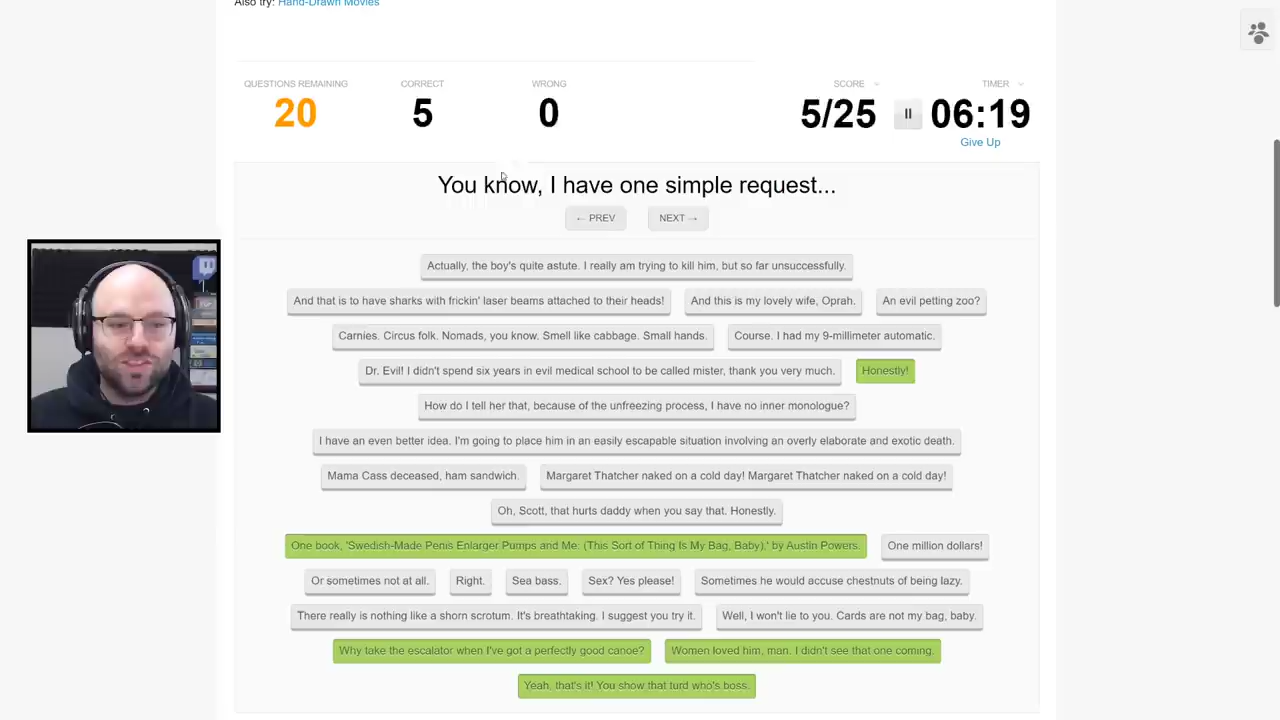 Also try: Hand-Drawn Movies
QUESTIONS REMAINING CORRECT WRONG SCORE TIMER
20 5 0 5/25 06:19
Give Up
You know, I have one simple request...
← PREV NEXT →
Actually, the boy's quite astute. I really am trying to kill him, but so far unsuccessfully.
And that is to have sharks with frickin' laser beams attached to their heads! And this is my lovely wife, Oprah. An evil petting zoo?
Carnies. Circus folk. Nomads, you know. Smell like cabbage. Small hands. Course. I had my 9-millimeter automatic.
Dr. Evil! I didn't spend six years in evil medical school to be called mister, thank you very much. Honestly!
How do I tell her that, because of the unfreezing process, I have no inner monologue?
I have an even better idea. I'm going to place him in an easily escapable situation involving an overly elaborate and exotic death.
Mama Cass deceased, ham sandwich. Margaret Thatcher naked on a cold day! Margaret Thatcher naked on a cold day!
Oh, Scott, that hurts daddy when you say that. Honestly.
One book, 'Swedish-Made Penis Enlarger Pumps and Me: (This Sort of Thing Is My Bag, Baby),' by Austin Powers. One million dollars!
Or sometimes not at all. Right. Sea bass. Sex? Yes please! Sometimes he would accuse chestnuts of being lazy.
There really is nothing like a shorn scrotum. It's breathtaking. I suggest you try it. Well, I won't lie to you. Cards are not my bag, baby.
Why take the escalator when I've got a perfectly good canoe? Women loved him, man. I didn't see that one coming.
Yeah, that's it! You show that turd who's boss.